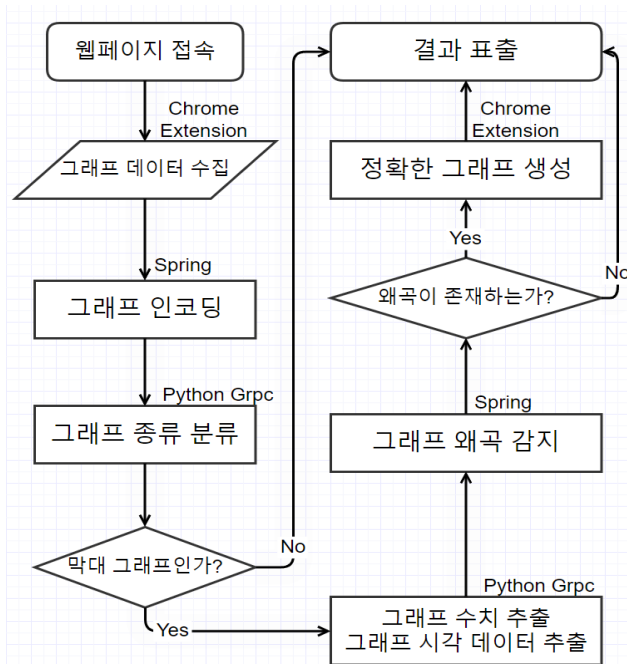 웹페이지 접속
Chrome
Extension
그래프 데이터 수집
Spring
그래프 인코딩
Python Grpc
그래프 종류 분류
막대 그래프인가?
No
Yes
결과 표출
Chrome
Extension
정확한 그래프 생성
Yes
왜곡이 존재하는가?
No
Spring
그래프 왜곡 감지
Python Grpc
그래프 수치 추출
그래프 시각 데이터 추출